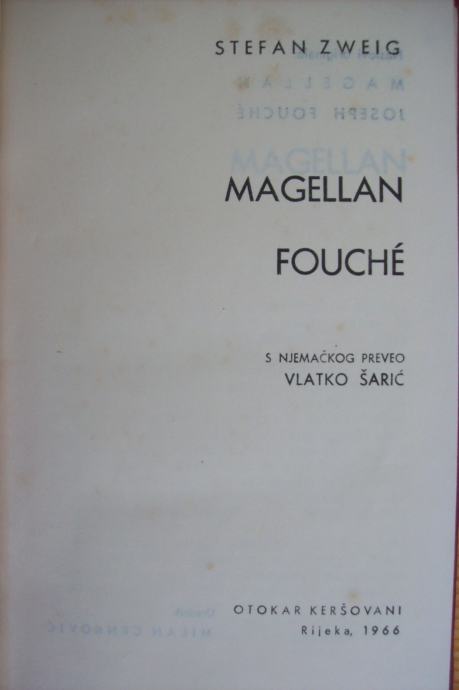 STEFAN ZWEIG
MAGELLAN
FOUCHÉ
S NJEMAČKOG PREVEO
VLATKO ŠARIĆ
OTOKAR KERŠOVANI
Rijeka, 1966